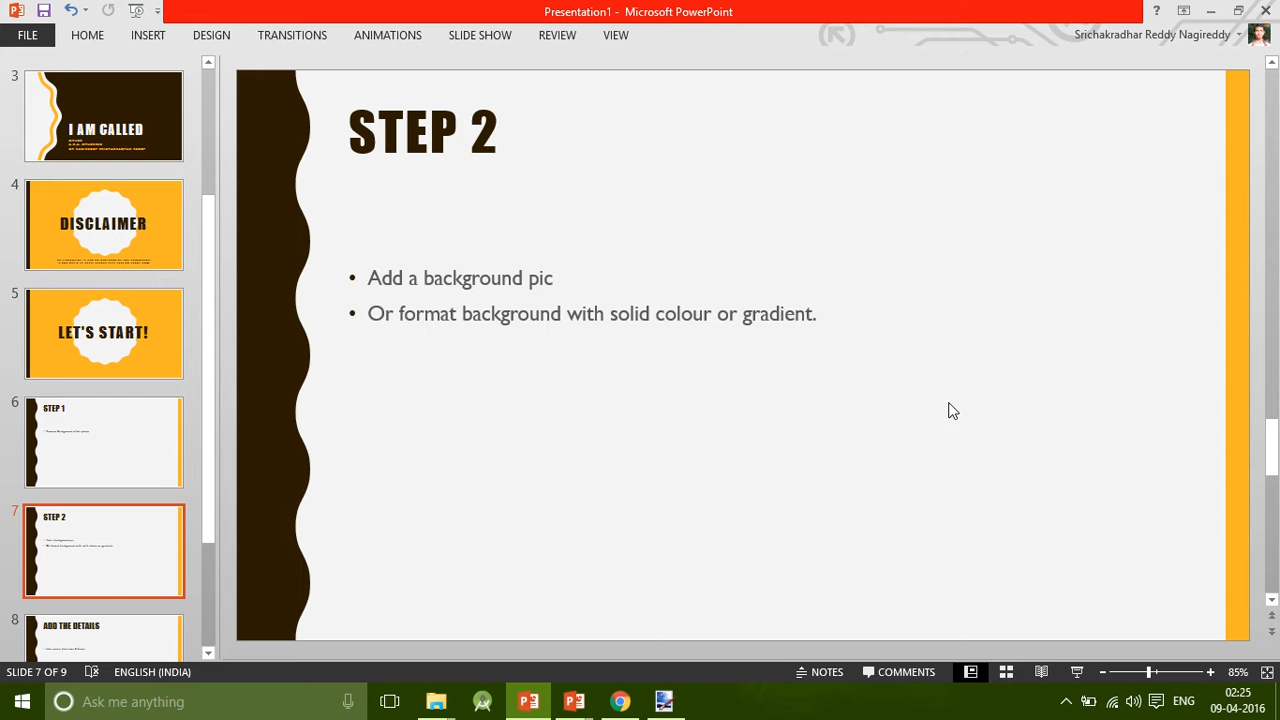 Presentation1 - Microsoft PowerPoint
?
FILE HOME INSERT DESIGN TRANSITIONS ANIMATIONS SLIDE SHOW REVIEW VIEW
Srichakradhar Reddy Nagireddy
3
I AM CALLED
4
DISCLAIMER
5
LET'S START!
6
STEP 1
7
STEP 2
8
ADD THE DETAILS
STEP 2
• Add a background pic
• Or format background with solid colour or gradient.
SLIDE 7 OF 9 ENGLISH (INDIA) NOTES COMMENTS 85%
Ask me anything
ENG
02:25
09-04-2016